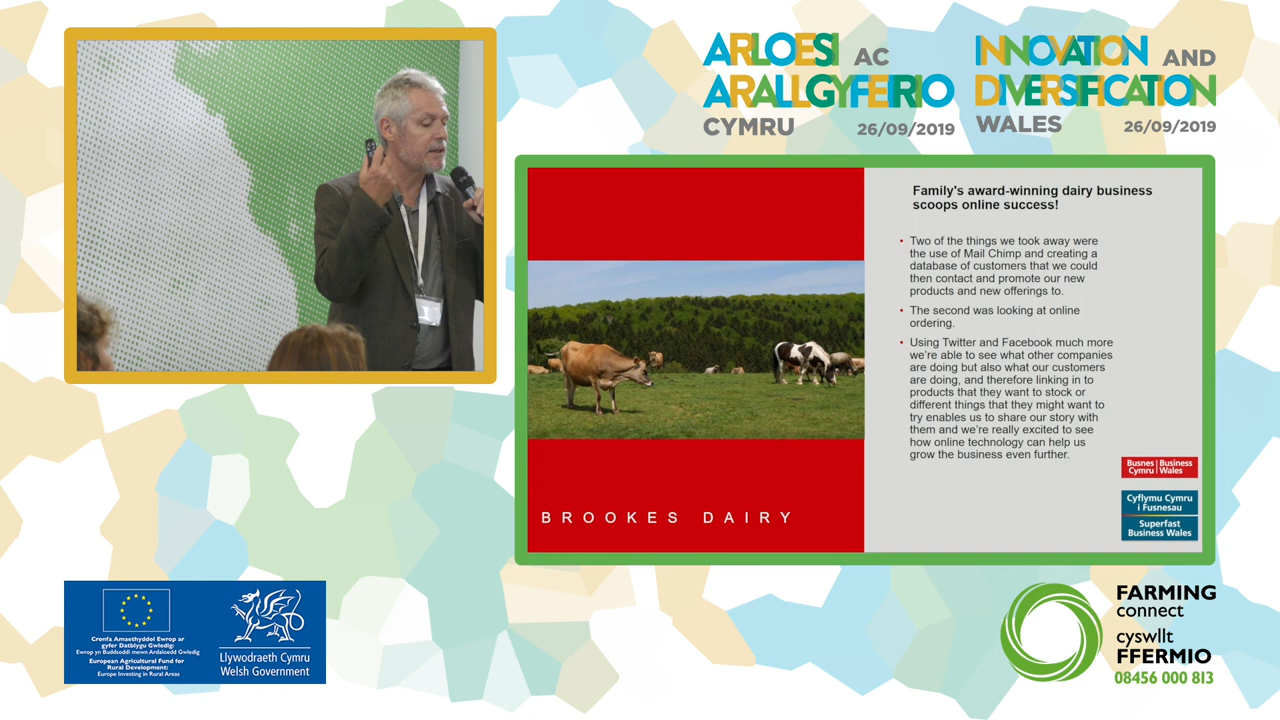 ARLOESI AC
ARALLGYFEIRIO
CYMRU 26/09/2019
INNOVATION AND
DIVERSIFICATION
WALES 26/09/2019
Family's award-winning dairy business
scoops online success!
• Two of the things we took away were
the use of Mail Chimp and creating a
database of customers that we could
then contact and promote our new
products and new offerings to.
• The second was looking at online
ordering.
• Using Twitter and Facebook much more
we're able to see what other companies
are doing but also what our customers
are doing, and therefore linking in to
products that they want to stock or
different things that they might want to
try enables us to share our story with
them and we're really excited to see
how online technology can help us
grow the business even further.
BROOKES DAIRY
Busnes | Business
Cymru | Wales
Cyflymu Cymru
i Fusnesau
Superfast
Business Wales
Cronfa Amaethyddol Ewrop ar
gyfer Datblygu Gwledig:
Ewrop yn Buddsoddi mewn Ardaloedd Gwledig
European Agricultural Fund for
Rural Development:
Europe Investing in Rural Areas
Llywodraeth Cymru
Welsh Government
FARMING
connect
cyswllt
FFERMIO
08456 000 813